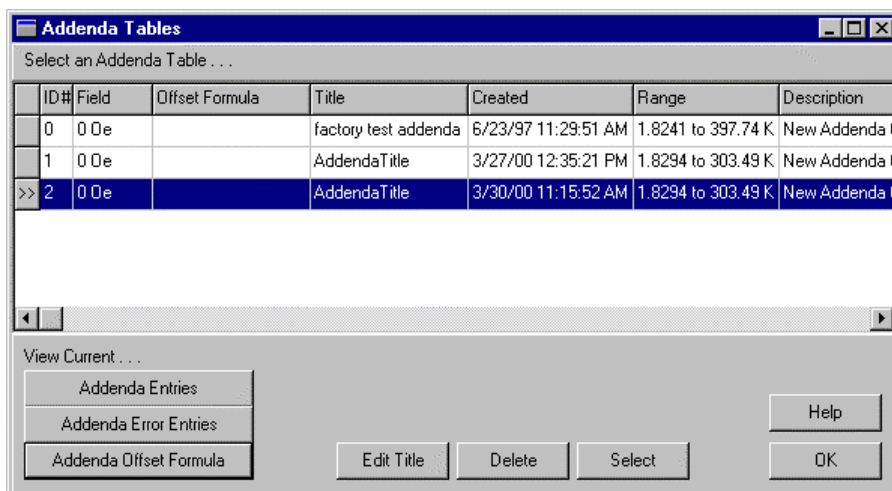 Addenda Tables
Select an Addenda Table . . .
ID# Field Offset Formula Title Created Range Description
0 0 Oe factory test addenda 6/23/97 11:29:51 AM 1.8241 to 397.74 K New Addenda
1 0 Oe AddendaTitle 3/27/00 12:35:21 PM 1.8294 to 303.49 K New Addenda
>> 2 0 Oe AddendaTitle 3/30/00 11:15:52 AM 1.8294 to 303.49 K New Addenda
View Current . . .
Addenda Entries
Addenda Error Entries
Help
Addenda Offset Formula Edit Title Delete Select OK